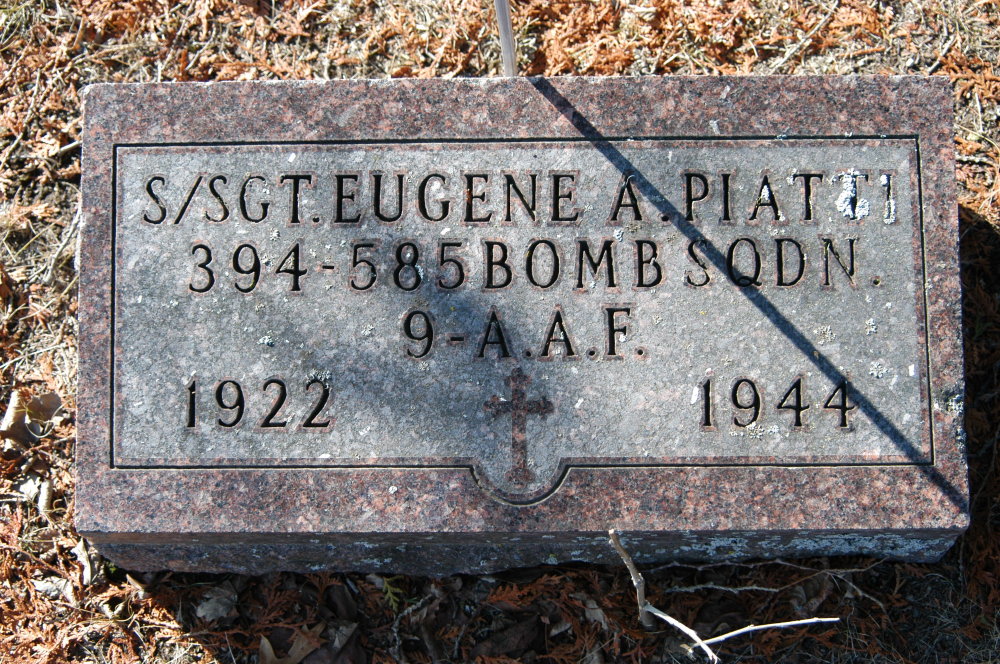 S/SGT. EUGENE A. PIATTI
394-585 BOMB SQDN.
9-A.A.F.
1922 1944